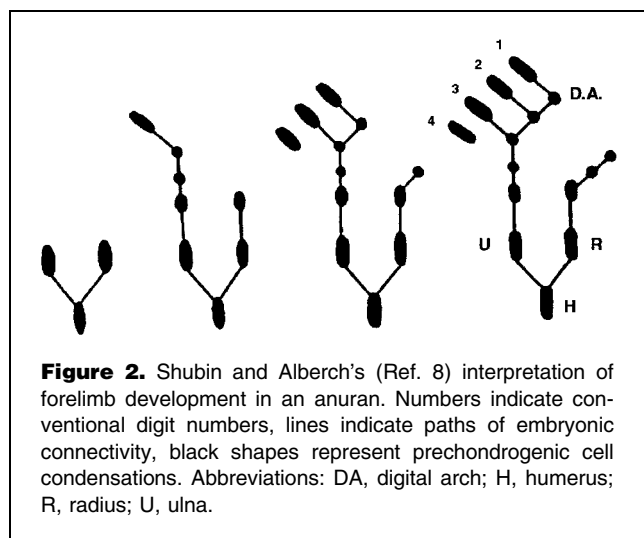 1
2
D.A.
3
4
U
R
H
Figure 2. Shubin and Alberch's (Ref. 8) interpretation of
forelimb development in an anuran. Numbers indicate con-
ventional digit numbers, lines indicate paths of embryonic
connectivity, black shapes represent prechondrogenic cell
condensations. Abbreviations: DA, digital arch; H, humerus;
R, radius; U, ulna.